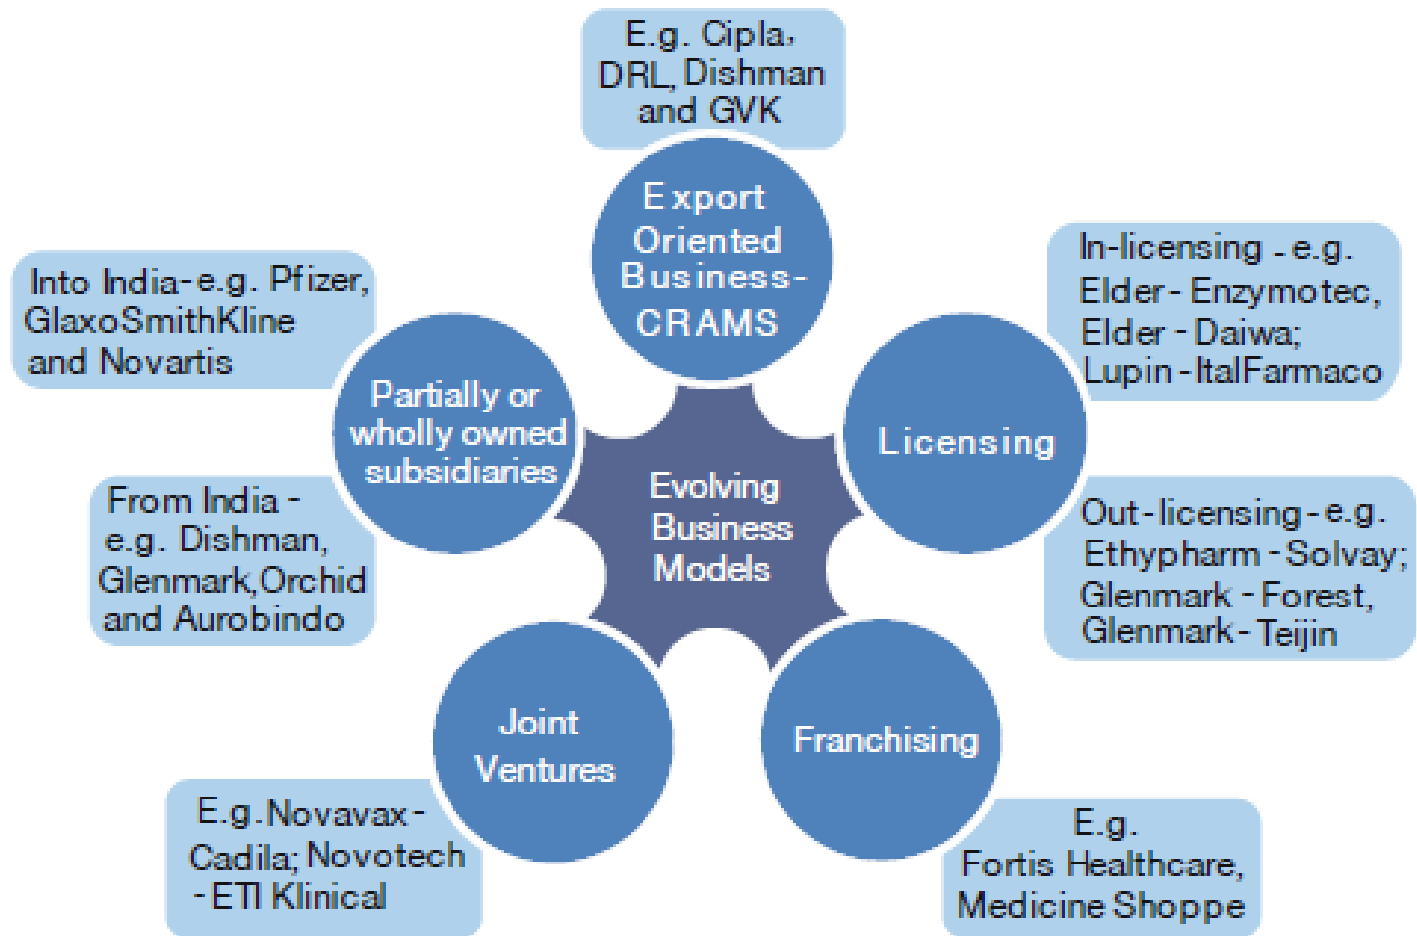 E.g. Cipla,
DRL, Dishman
and GVK
Export
Oriented
Business-
CRAMS
In-licensing - e.g.
Elder - Enzymotec,
Elder - Daiwa;
Lupin - ItalFarmaco
Licensing
Out-licensing - e.g.
Ethypharm - Solvay;
Glenmark - Forest,
Glenmark - Teijin
Into India - e.g. Pfizer,
GlaxoSmithKline
and Novartis
Partially or
wholly owned
subsidiaries
From India -
e.g. Dishman,
Glenmark, Orchid
and Aurobindo
Evolving
Business
Models
Joint
Ventures
E.g. Novavax -
Cadila; Novotech
- ETI Klinical
Franchising
E.g.
Fortis Healthcare,
Medicine Shoppe